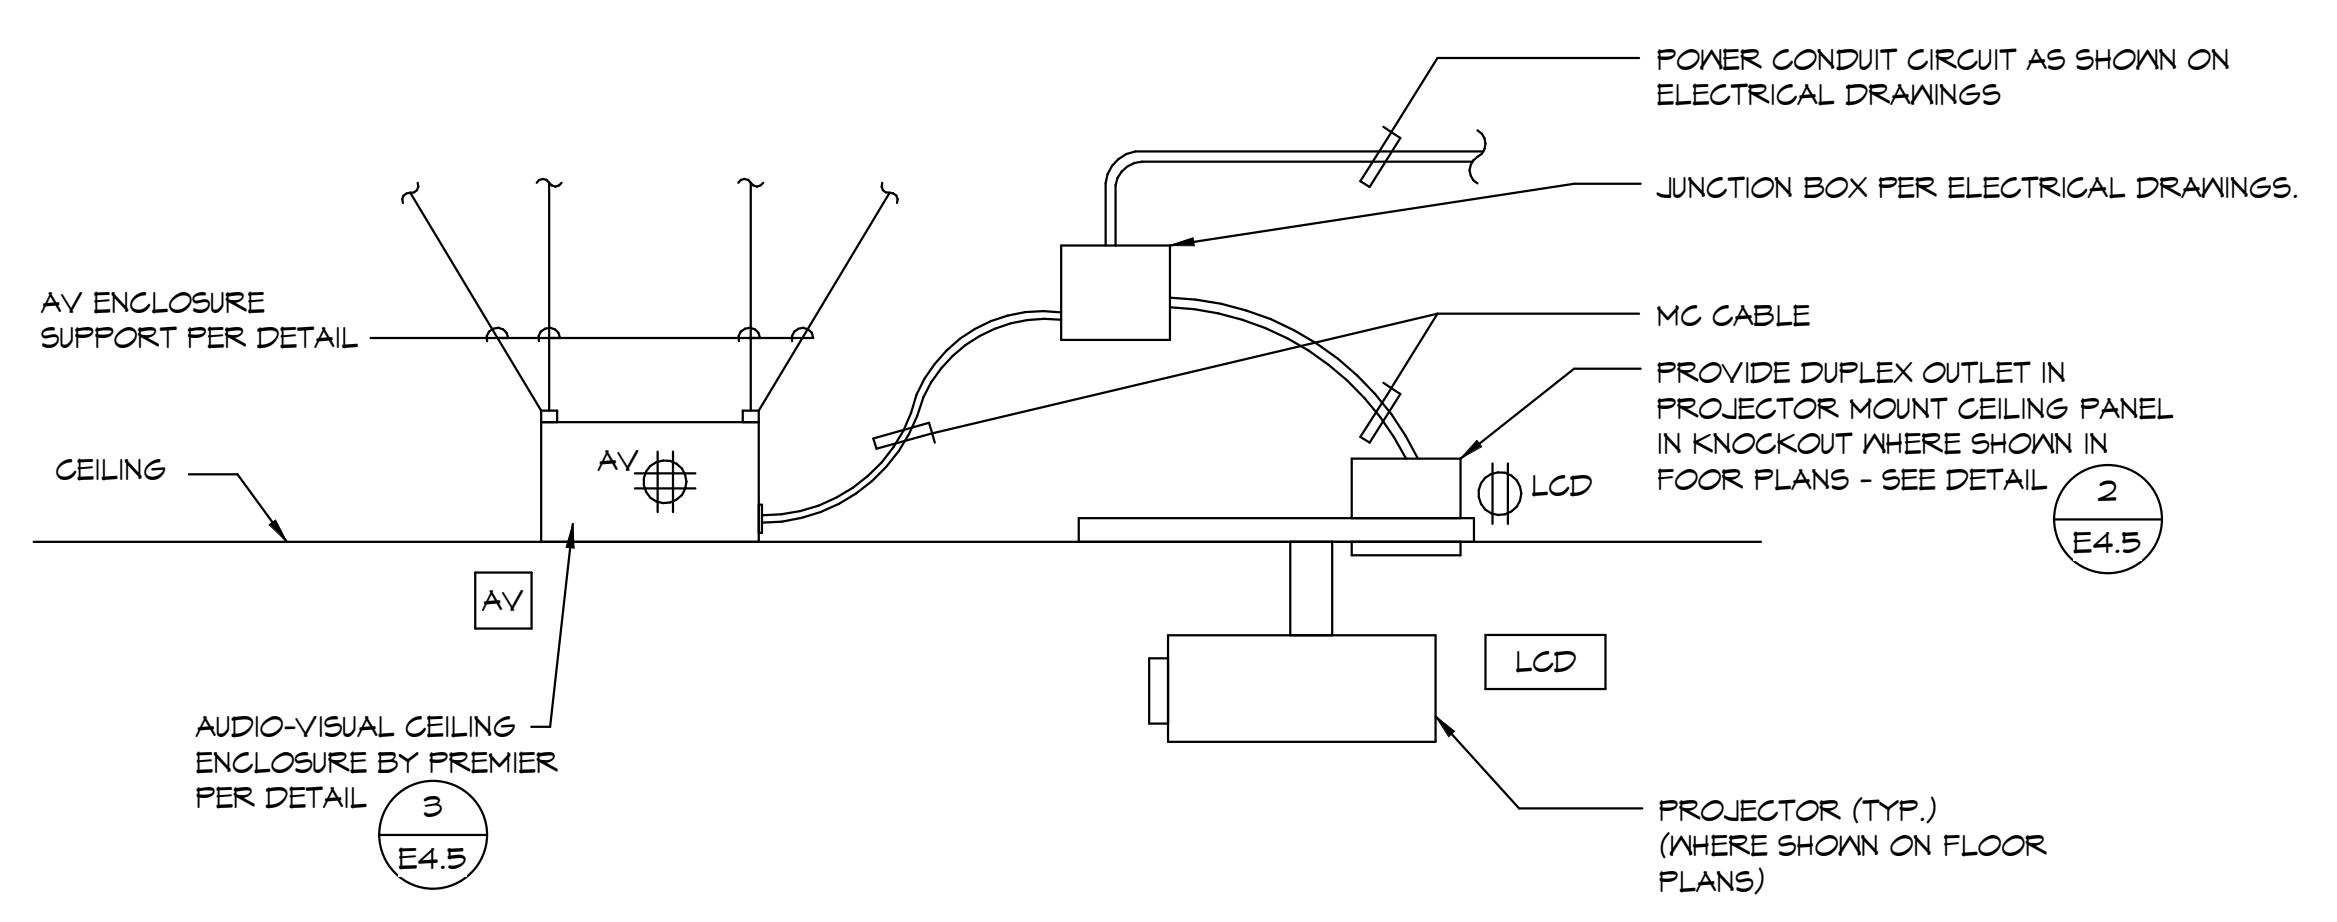 POWER CONDUIT CIRCUIT AS SHOWN ON
ELECTRICAL DRAWINGS
JUNCTION BOX PER ELECTRICAL DRAWINGS.
AV ENCLOSURE
SUPPORT PER DETAIL
MC CABLE
PROVIDE DUPLEX OUTLET IN
PROJECTOR MOUNT CEILING PANEL
IN KNOCKOUT WHERE SHOWN IN
FOOR PLANS - SEE DETAIL
2
E4.5
CEILING
AV
LCD
AV
LCD
AUDIO-VISUAL CEILING
ENCLOSURE BY PREMIER
PER DETAIL
3
E4.5
PROJECTOR (TYP.)
(WHERE SHOWN ON FLOOR
PLANS)